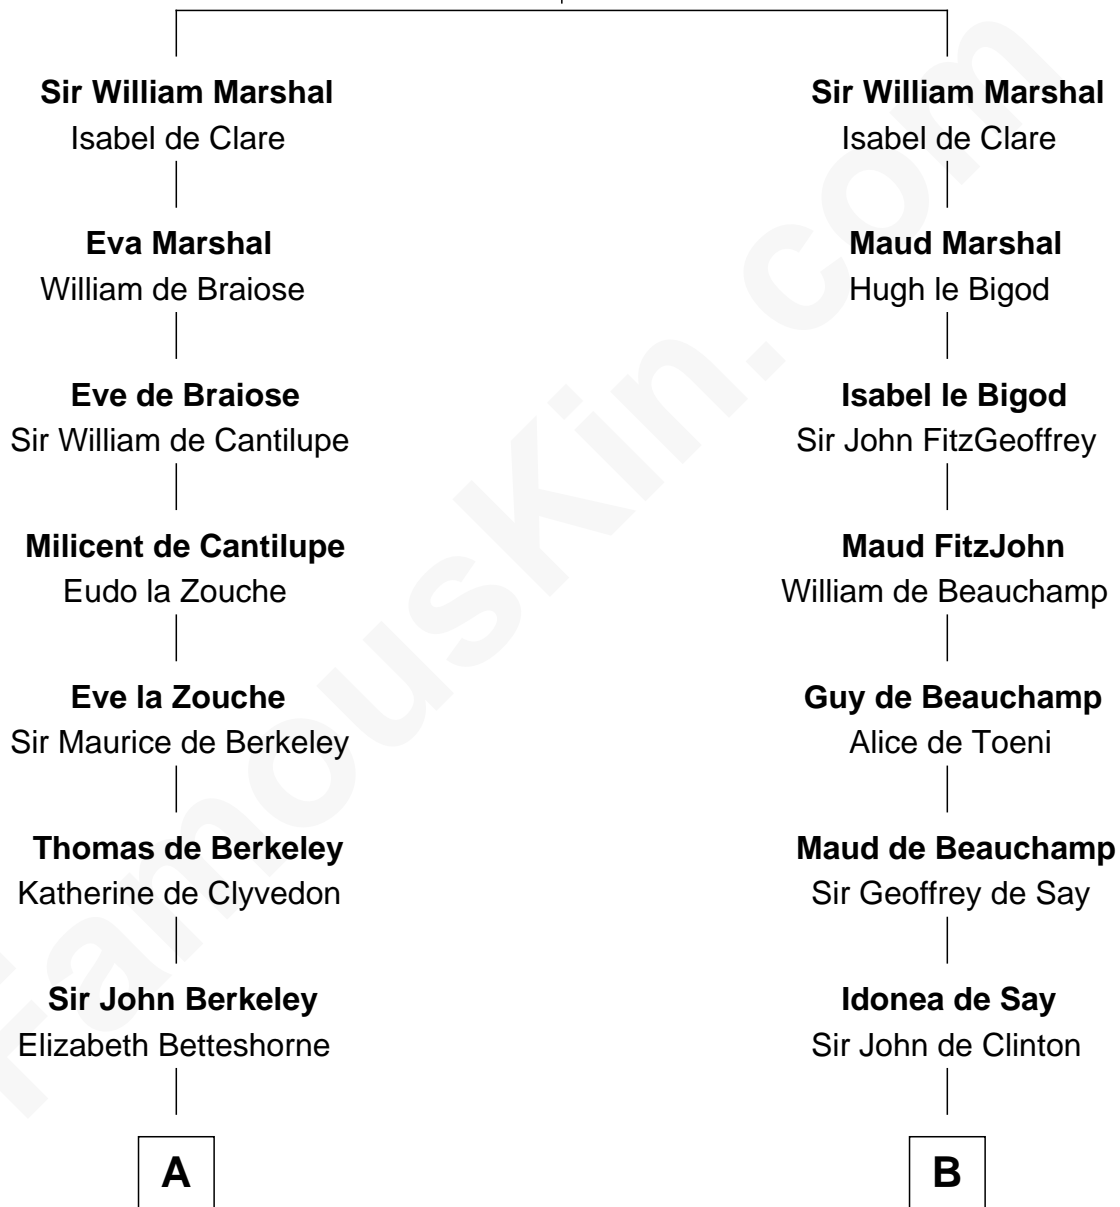 Sir William Marshal
Isabel de Clare
Eva Marshal
William de Braiose
Eve de Braiose
Sir William de Cantilupe
Milicent de Cantilupe
Eudo la Zouche
Eve la Zouche
Sir Maurice de Berkeley
Thomas de Berkeley
Katherine de Clyvedon
Sir John Berkeley
Elizabeth Betteshorne
A
Sir William Marshal
Isabel de Clare
Maud Marshal
Hugh le Bigod
Isabel le Bigod
Sir John FitzGeoffrey
Maud FitzJohn
William de Beauchamp
Guy de Beauchamp
Alice de Toeni
Maud de Beauchamp
Sir Geoffrey de Say
Idonea de Say
Sir John de Clinton
B
FamousKin.com